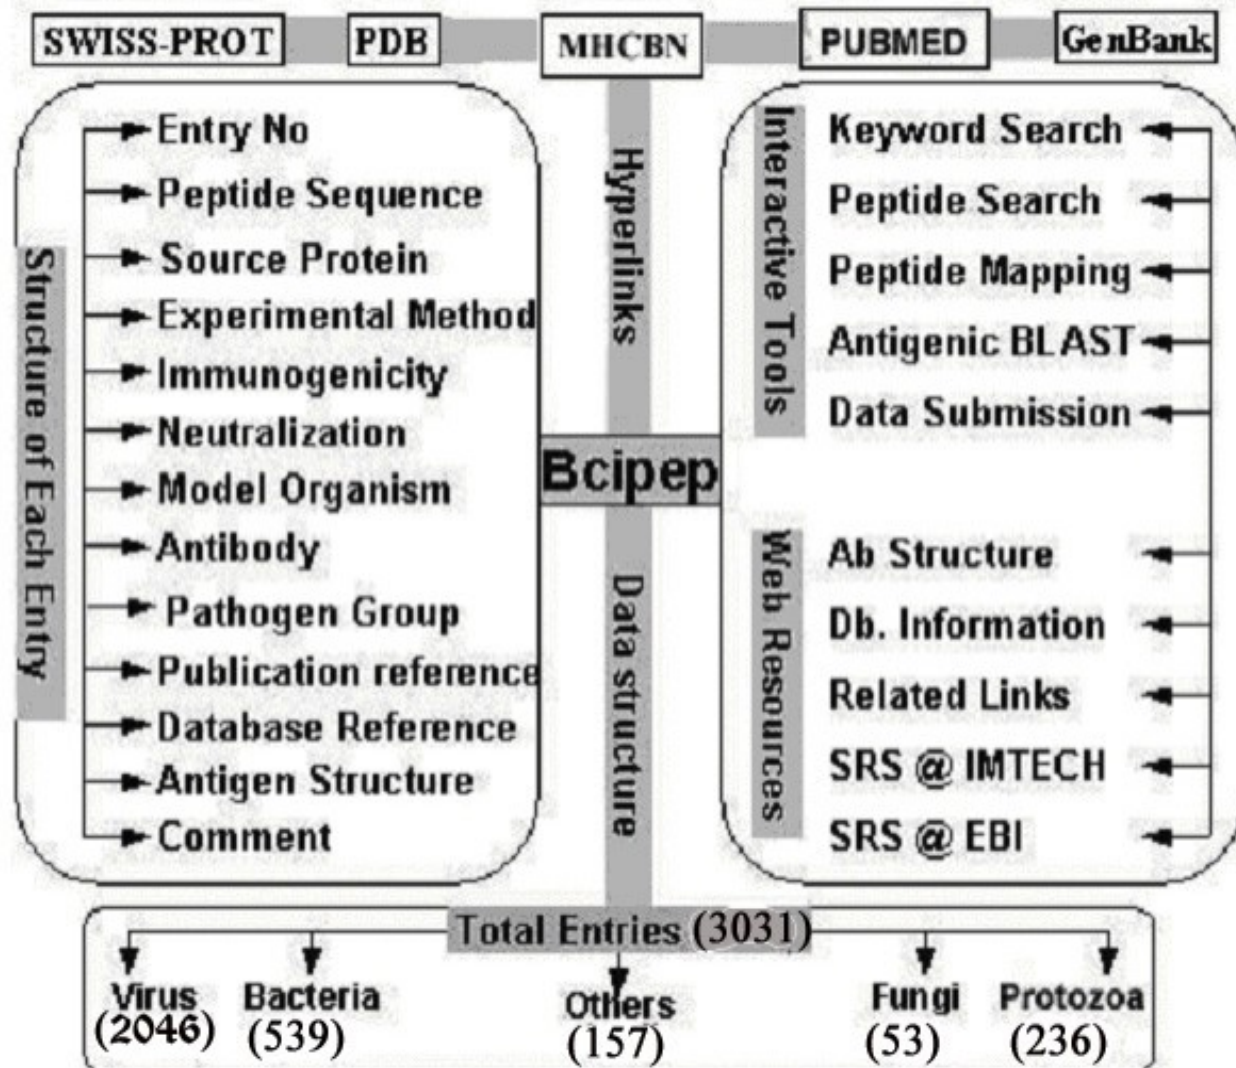 SWISS-PROT
PDB
MHCBN
PUBMED
GenBank
Structure of Each Entry
Entry No
Peptide Sequence
Source Protein
Experimental Method
Immunogenicity
Neutralization
Model Organism
Antibody
Pathogen Group
Publication reference
Database Reference
Antigen Structure
Comment
Hyperlinks
Bcipep
Data structure
Interactive Tools
Keyword Search
Peptide Search
Peptide Mapping
Antigenic BLAST
Data Submission
Web Resources
Ab Structure
Db. Information
Related Links
SRS @ IMTECH
SRS @ EBI
Total Entries (3031)
Virus
(2046)
Bacteria
(539)
Others
(157)
Fungi
(53)
Protozoa
(236)